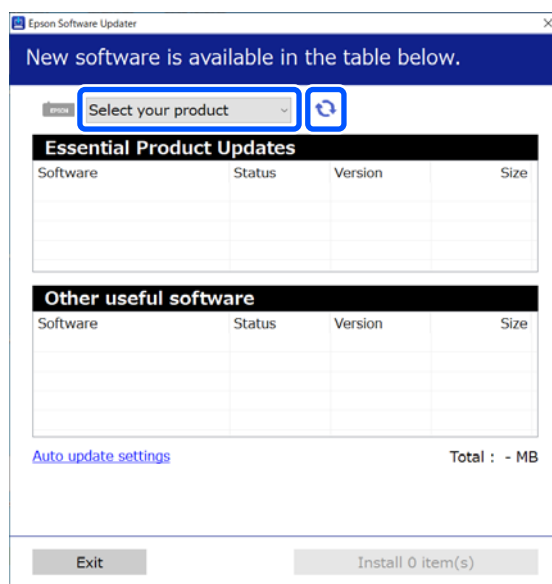 Epson Software Updater
New software is available in the table below.
EPSON Select your product
Essential Product Updates
Software Status Version Size
Other useful software
Software Status Version Size
Auto update settings Total : - MB
Exit Install 0 item(s)